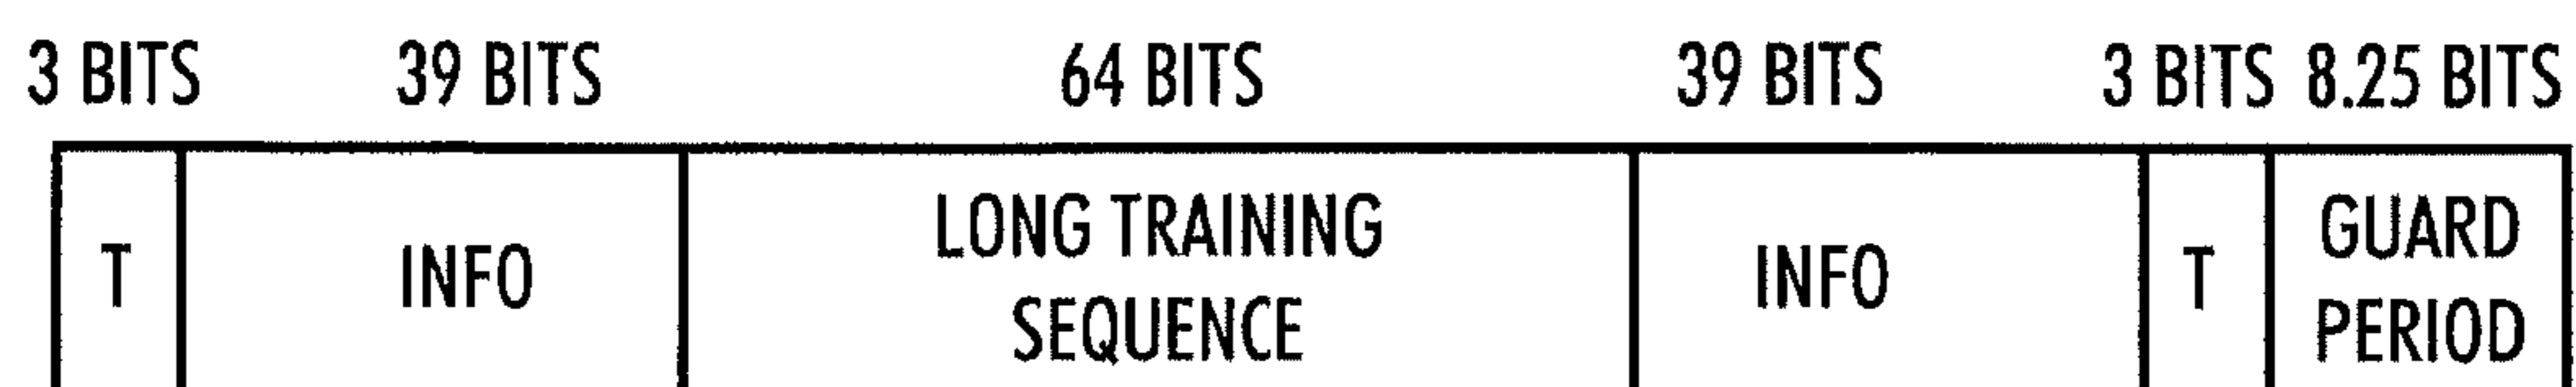 3 BITS 39 BITS 64 BITS 39 BITS 3 BITS 8.25 BITS
T INFO LONG TRAINING SEQUENCE INFO T GUARD PERIOD